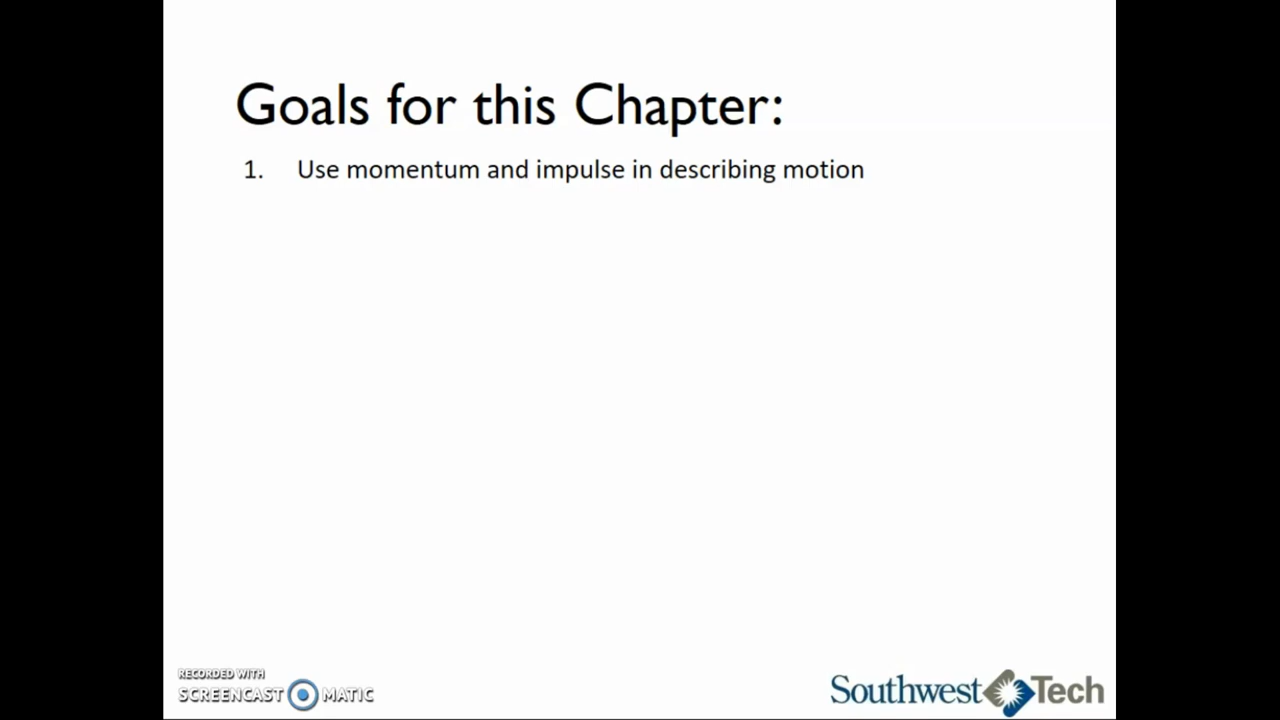 Goals for this Chapter:
1. Use momentum and impulse in describing motion
RECORDED WITH
SCREENCAST MATIC
Southwest Tech